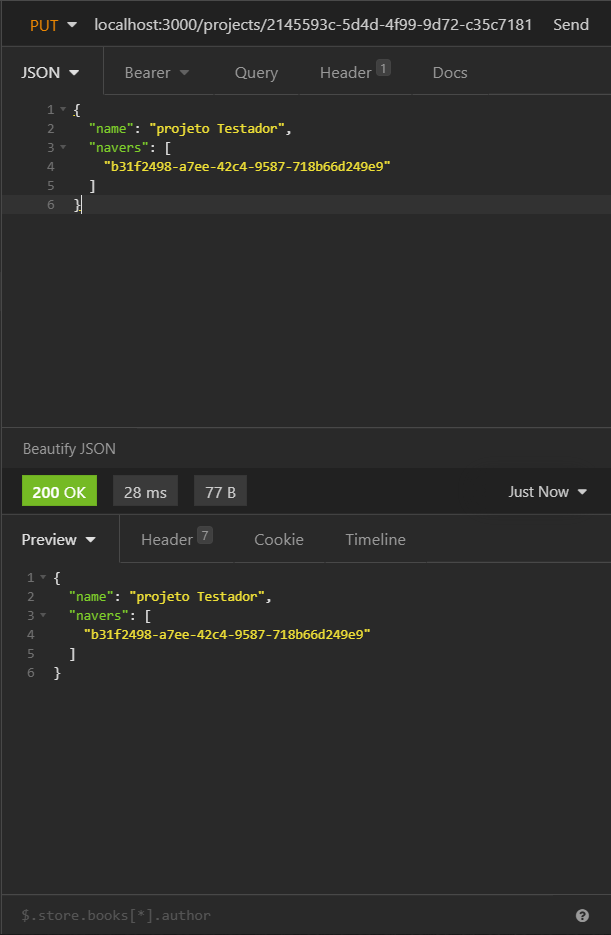 PUT localhost:3000/projects/2145593c-5d4d-4f99-9d72-c35c7181 Send
JSON Bearer Query Header 1 Docs
1 {
2 "name": "projeto Testador",
3 "navers": [
4 "b31f2498-a7ee-42c4-9587-718b66d249e9"
5 ]
6 }
Beautify JSON
200 OK 28 ms 77 B Just Now
Preview Header 7 Cookie Timeline
1 {
2 "name": "projeto Testador",
3 "navers": [
4 "b31f2498-a7ee-42c4-9587-718b66d249e9"
5 ]
6 }
$.store.books[*].author ?